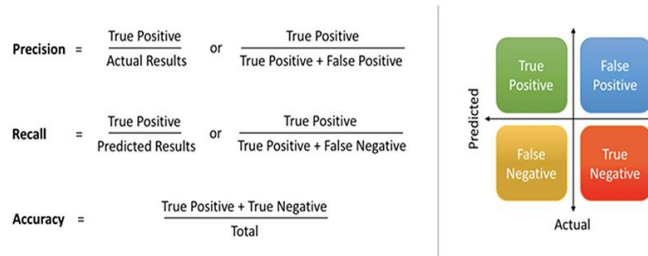 Precision = True Positive / Actual Results or True Positive / True Positive + False Positive
Recall = True Positive / Predicted Results or True Positive / True Positive + False Negative
Accuracy = True Positive + True Negative / Total
Predicted
True Positive
False Positive
False Negative
True Negative
Actual